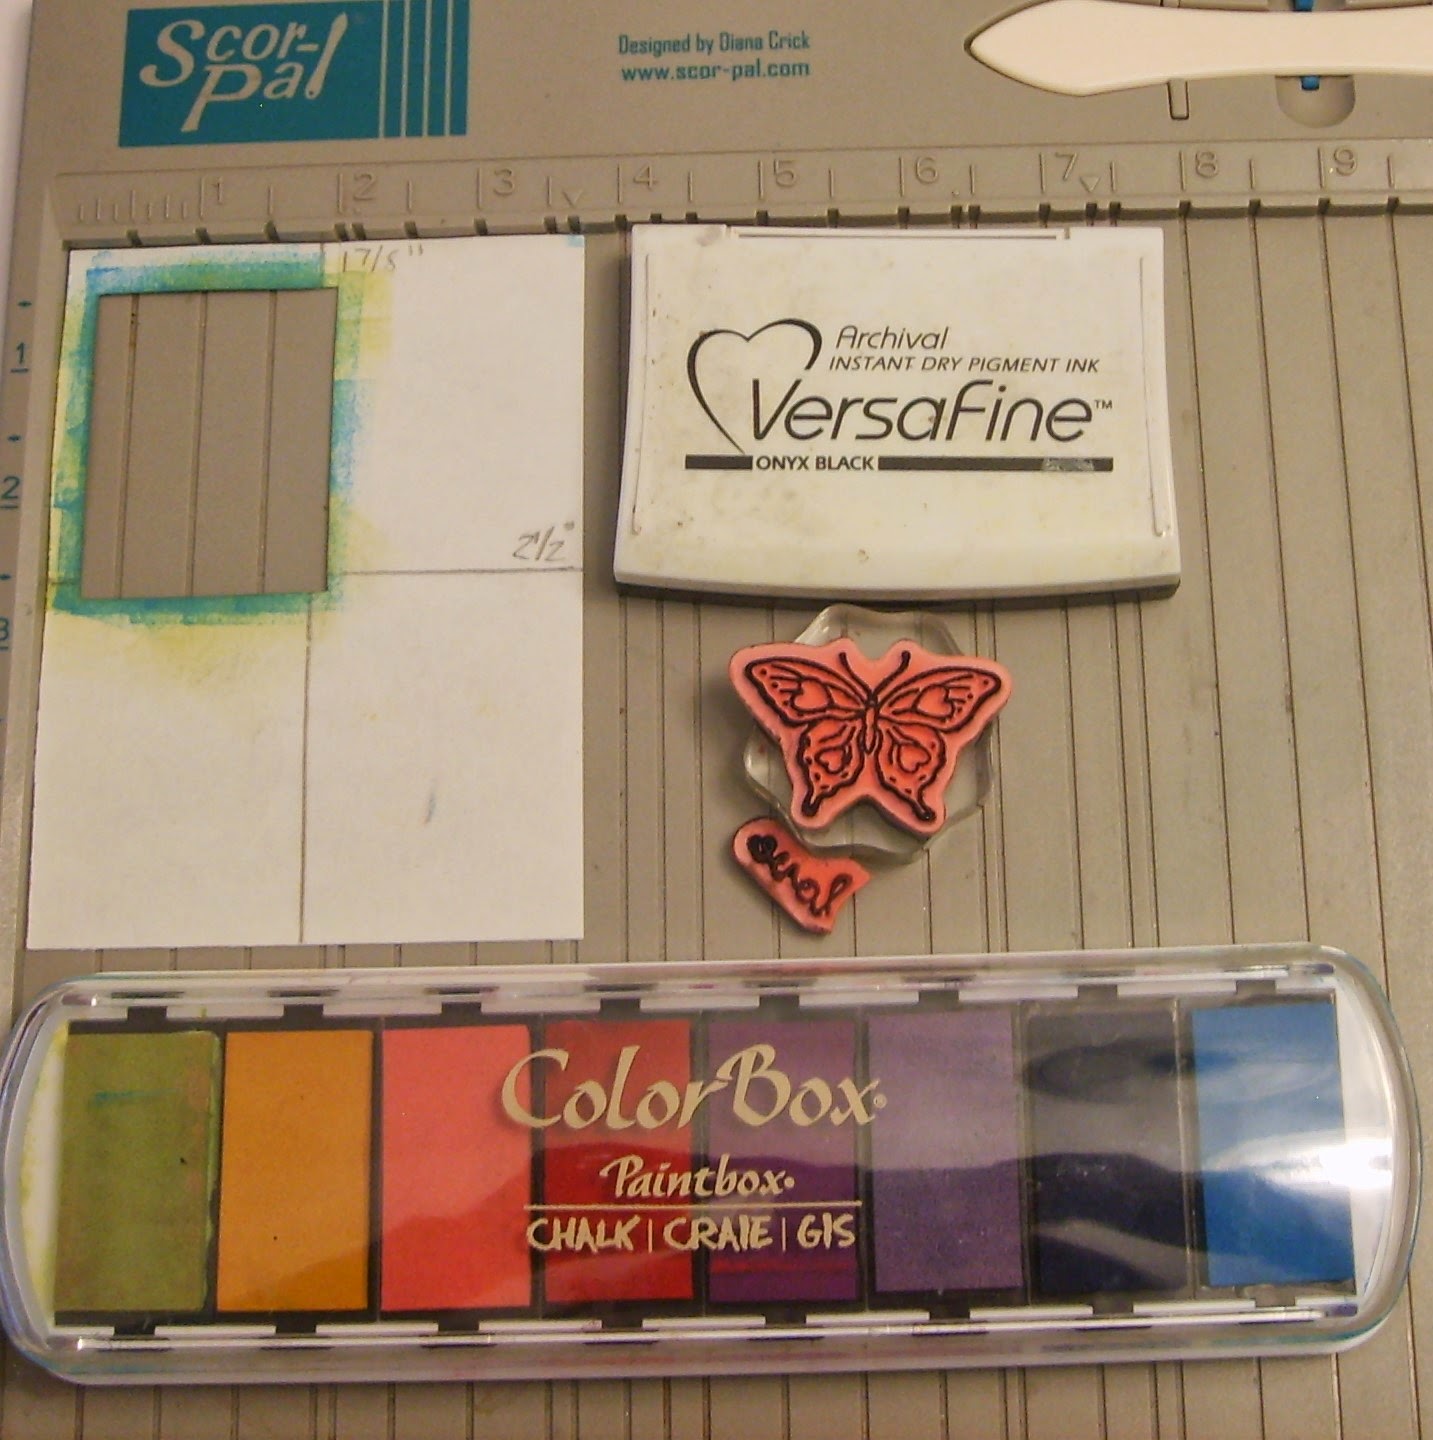 Scor-
Pal
Designed by Diana Crick
www.scor-pal.com
1 2 3 4 5 6 7 8 9
1 7/8"
1
2
3
2 1/2"
Archival
INSTANT DRY PIGMENT INK
VersaFine™
ONYX BLACK
ColorBox®
Paintbox®
CHALK | CRAIE | GIS